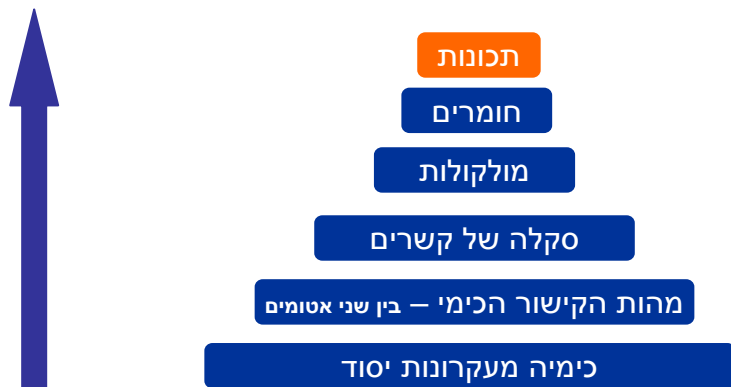 תכונות
חומרים
מולקולות
סקלה של קשרים
מהות הקישור הכימי – בין שני אטומים
כימיה מעקרונות יסוד